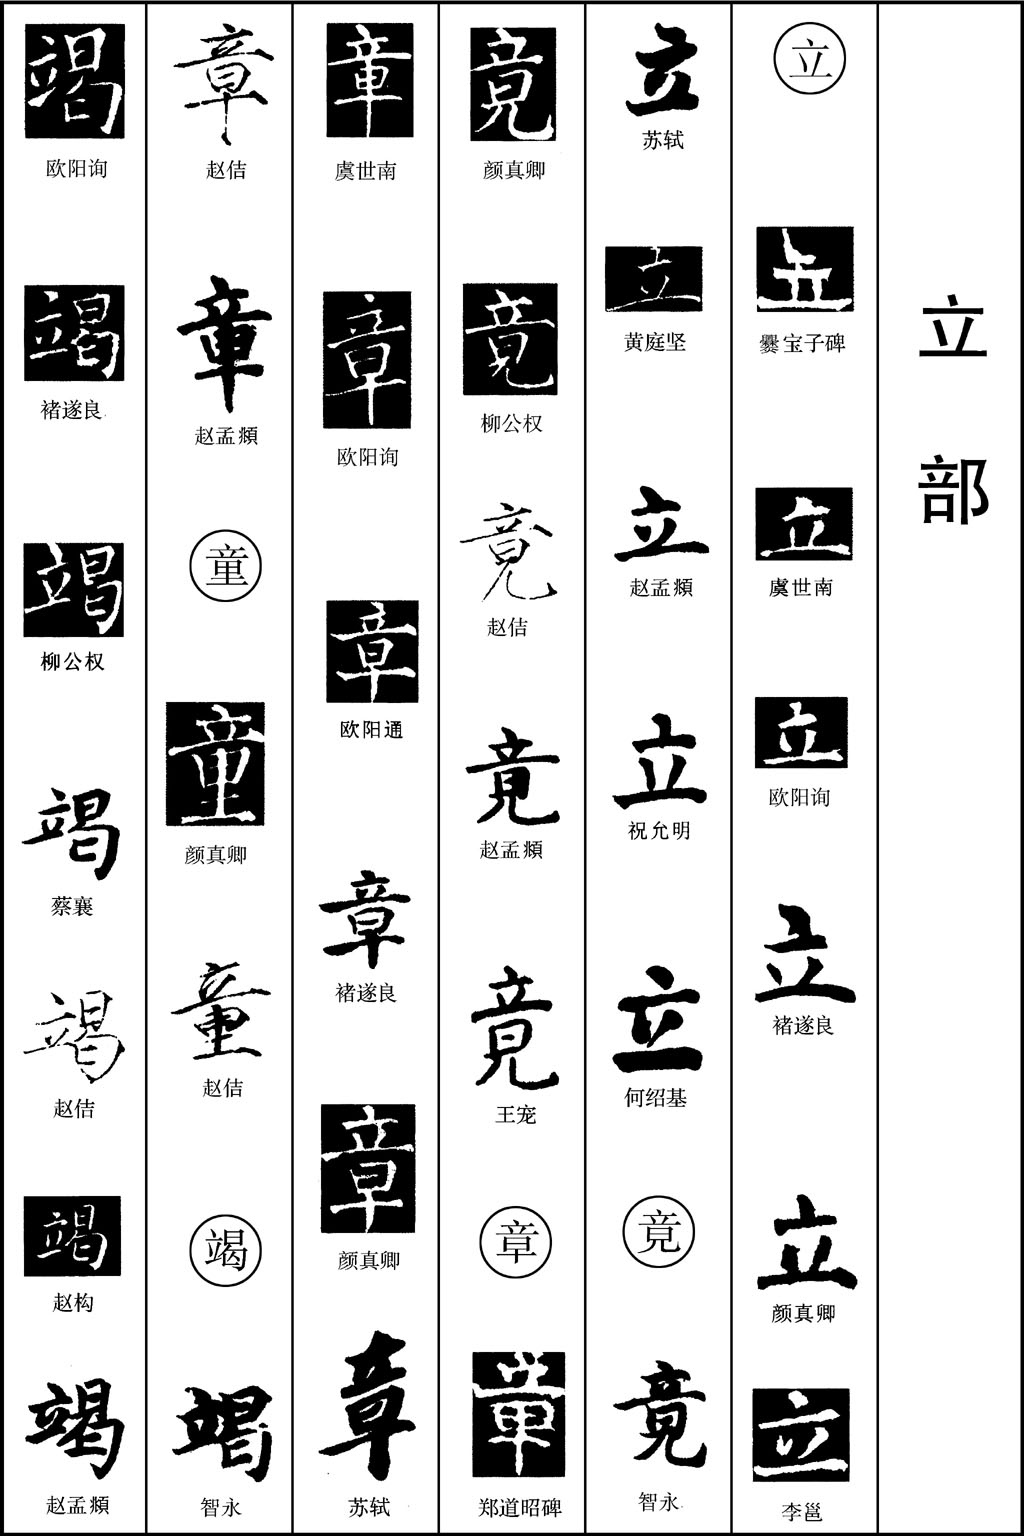 立部
立
立
爨宝子碑
立
虞世南
立
欧阳询
立
褚遂良
立
颜真卿
立
李邕
立
苏轼
立
黄庭坚
立
赵孟頫
立
祝允明
立
何绍基
竟
竟
智永
竟
颜真卿
竟
柳公权
竟
赵佶
竟
赵孟頫
竟
王宠
章
章
郑道昭碑
章
虞世南
章
欧阳询
章
欧阳通
章
褚遂良
章
颜真卿
章
苏轼
章
赵佶
章
赵孟頫
童
童
颜真卿
童
赵佶
竭
竭
智永
竭
欧阳询
竭
褚遂良
竭
柳公权
竭
蔡襄
竭
赵佶
竭
赵构
竭
赵孟頫